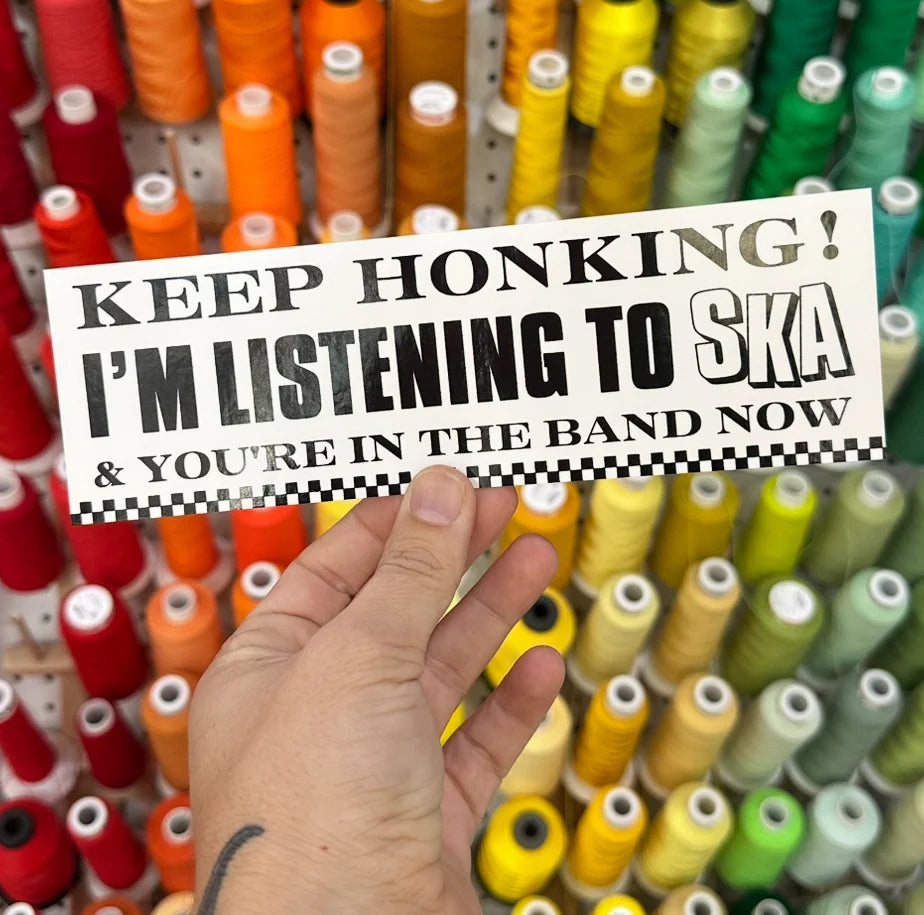 KEEP HONKING!
I'M LISTENING TO SKA
& YOU'RE IN THE BAND NOW